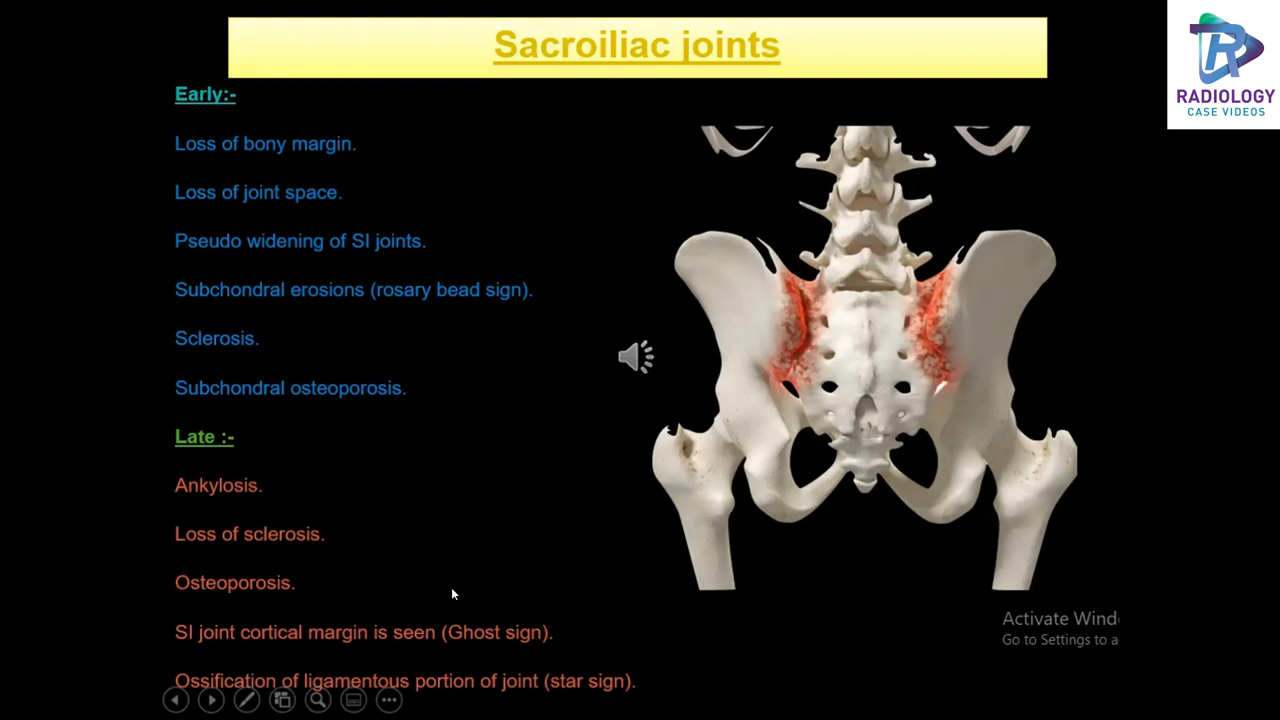 Sacroiliac joints
RADIOLOGY
CASE VIDEOS
Early:-
Loss of bony margin.
Loss of joint space.
Pseudo widening of SI joints.
Subchondral erosions (rosary bead sign).
Sclerosis.
Subchondral osteoporosis.
Late :-
Ankylosis.
Loss of sclerosis.
Osteoporosis.
SI joint cortical margin is seen (Ghost sign).
Ossification of ligamentous portion of joint (star sign).
Activate Wind
Go to Settings to a